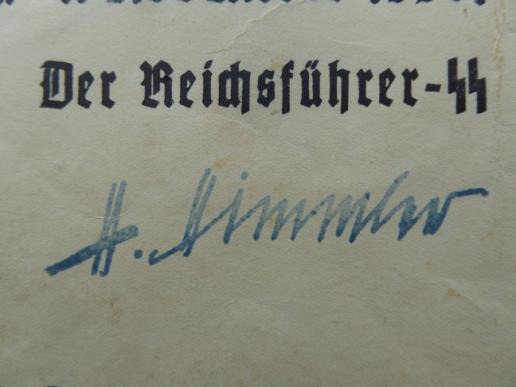 Der Reichsführer-SS
H. Himmler